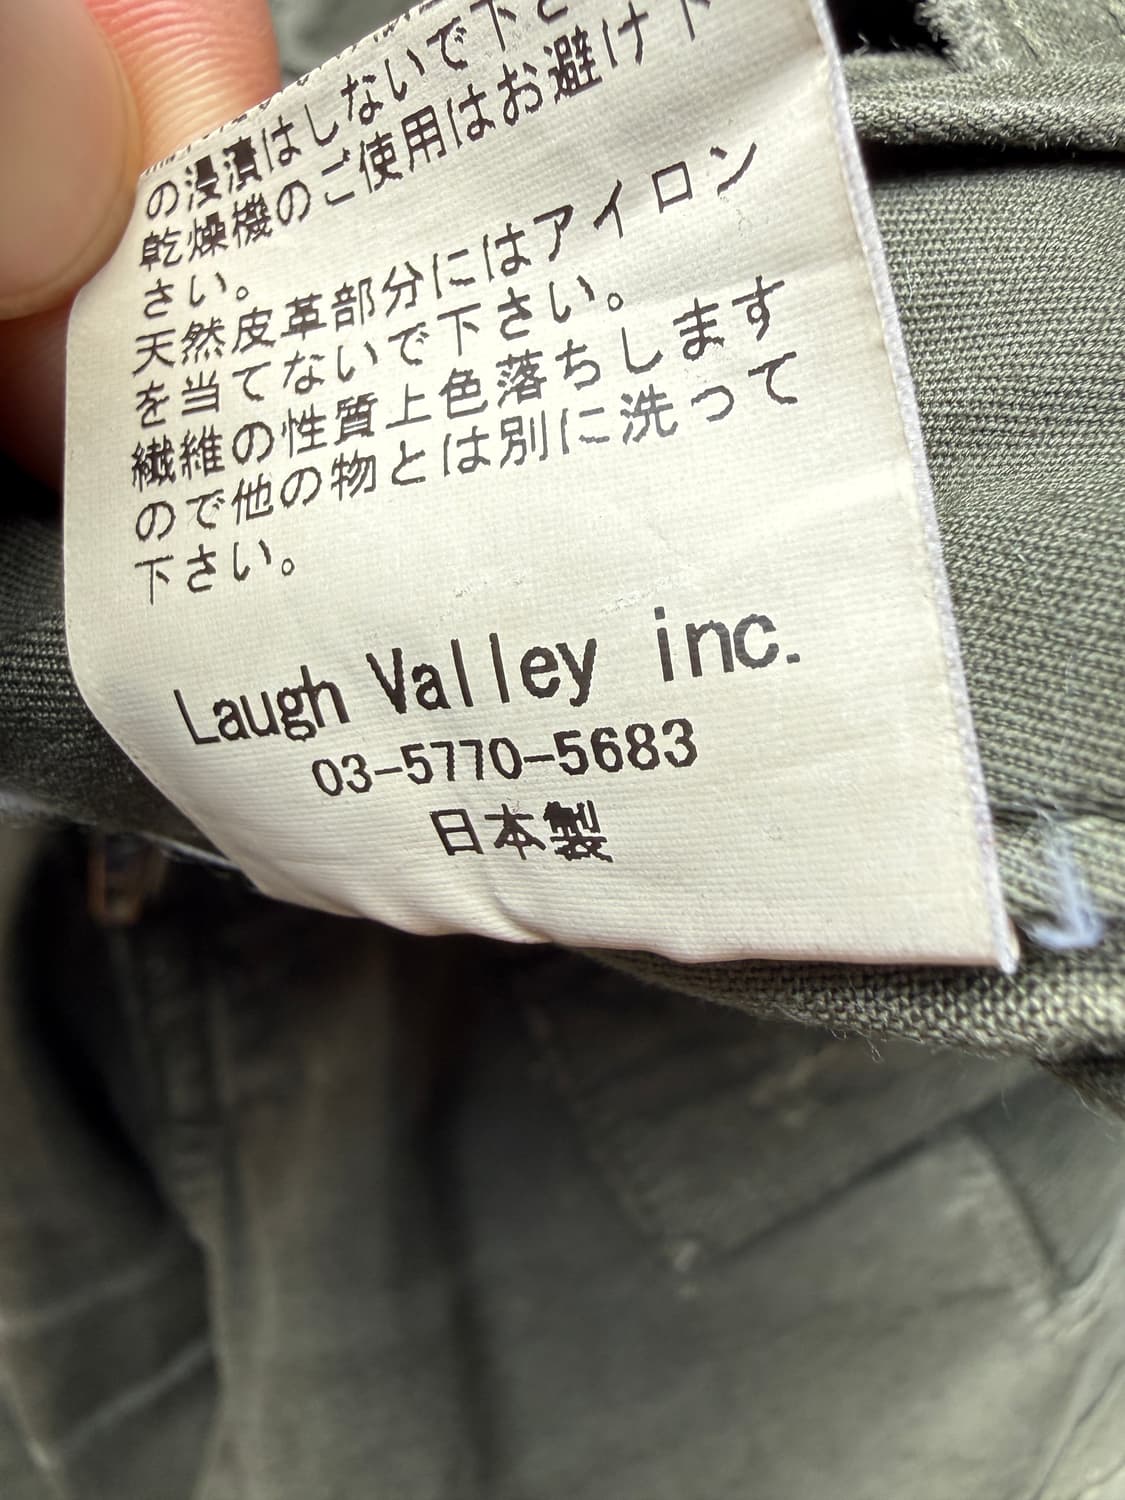 の浸漬はしないで下さ
乾燥機のご使用はお避け下
さい。
天然皮革部分にはアイロン
を当てないで下さい。
繊維の性質上色落ちします
ので他の物とは別に洗って
下さい。
Laugh Valley inc.
03-5770-5683
日本製